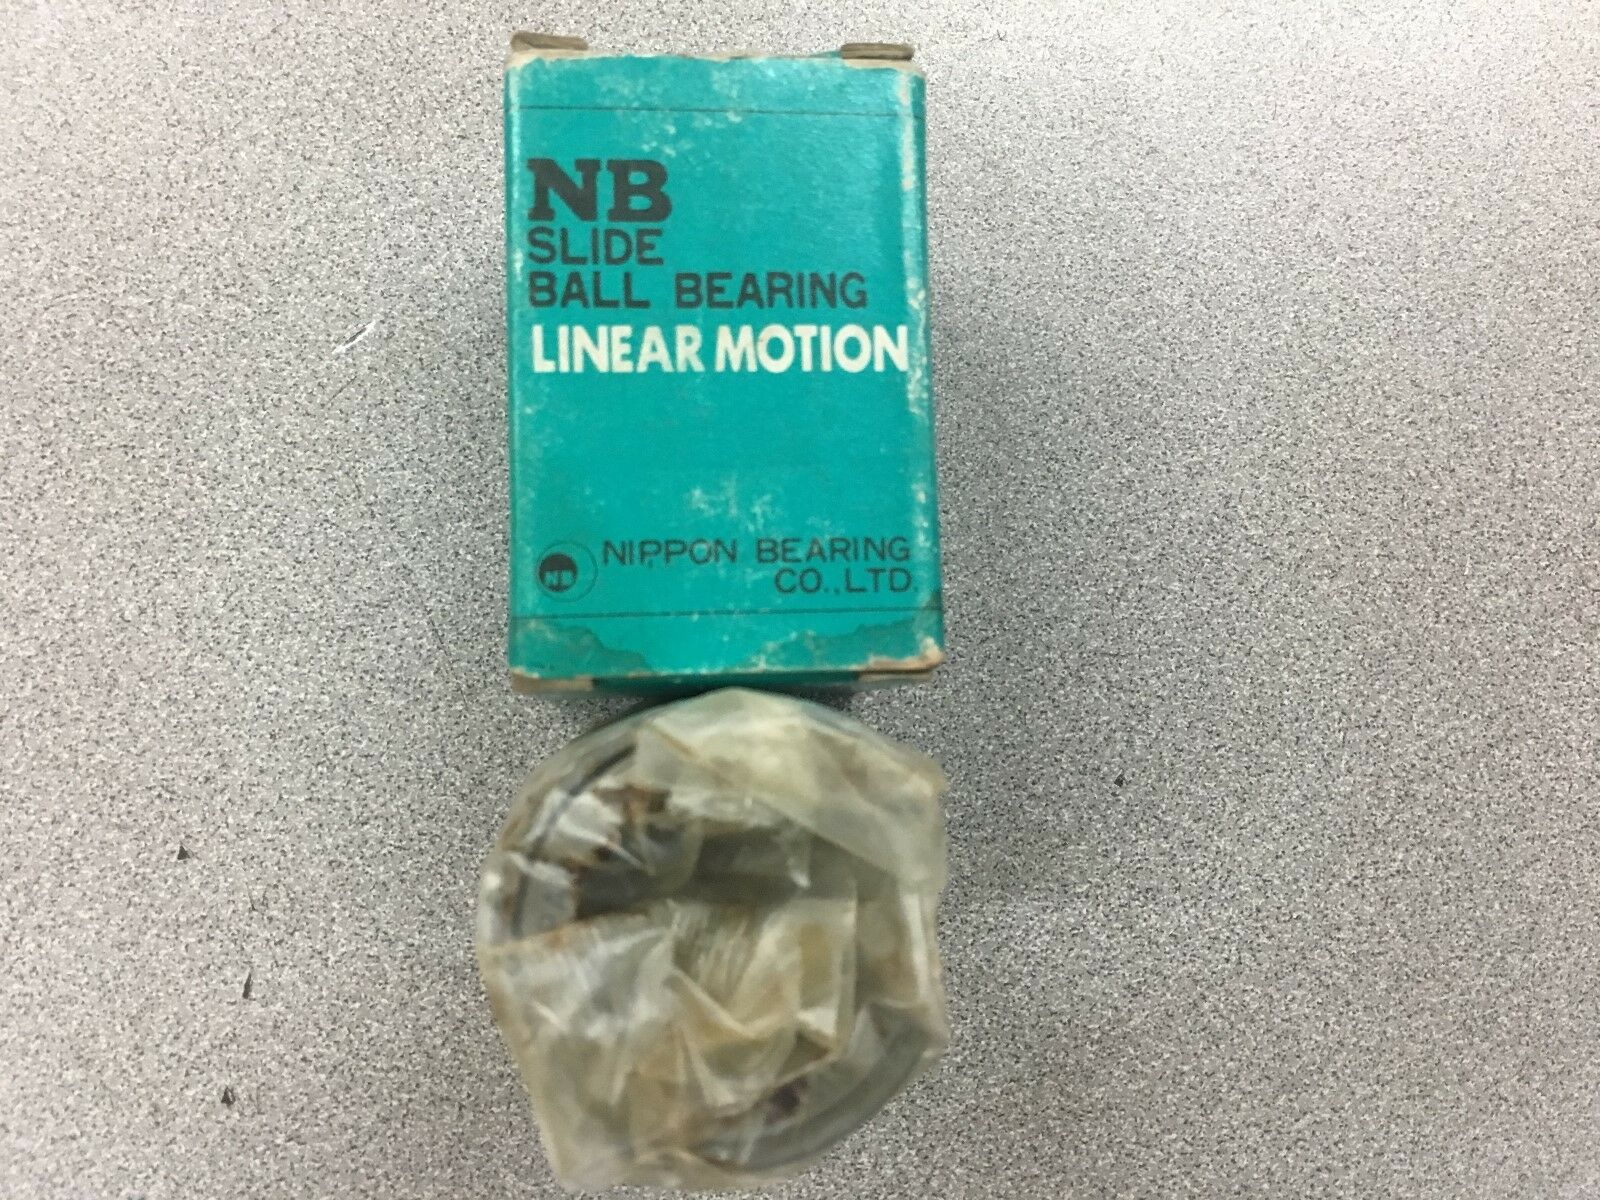 NB
SLIDE
BALL BEARING
LINEAR MOTION
NB
NIPPON BEARING
CO.,LTD.